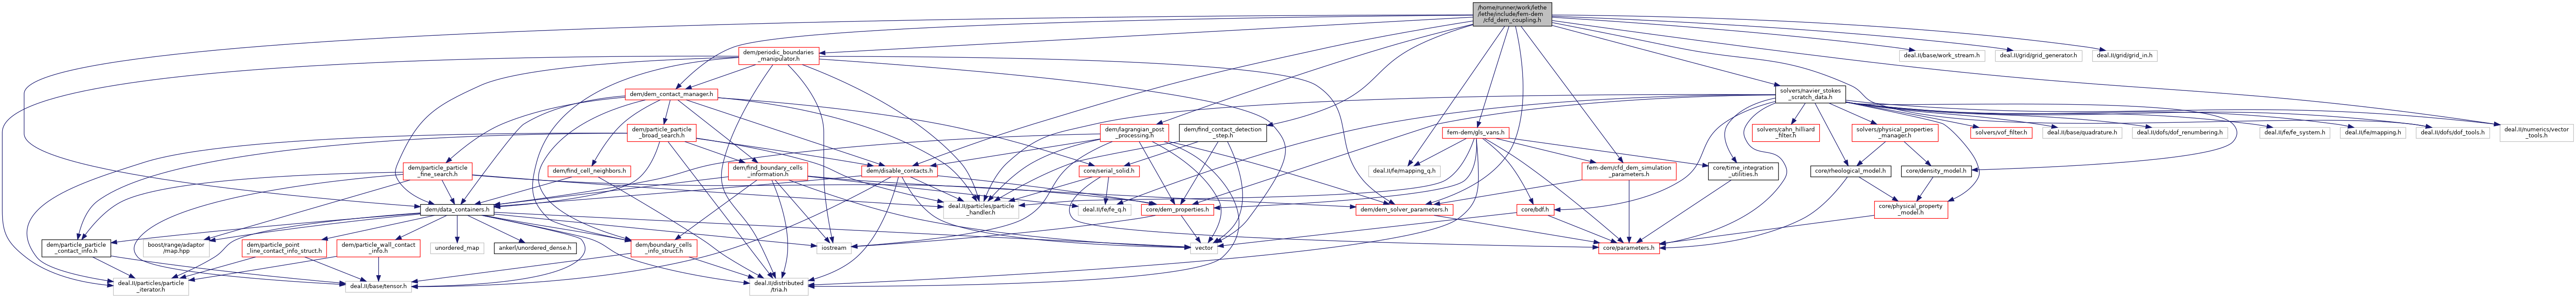 /home/runner/work/lethe
/lethe/include/fem-dem
/cfd_dem_coupling.h
dem/periodic_boundaries
_manipulator.h
deal.II/base/work_stream.h
deal.II/grid/grid_generator.h
deal.II/grid/grid_in.h
dem/dem_contact_manager.h
solvers/navier_stokes
_scratch_data.h
dem/particle_particle
_broad_search.h
dem/lagrangian_post
_processing.h
dem/find_contact_detection
_step.h
fem-dem/gls_vans.h
solvers/cahn_hilliard
_filter.h
solvers/physical_properties
_manager.h
solvers/vof_filter.h
deal.II/base/quadrature.h
deal.II/dofs/dof_renumbering.h
deal.II/fe/fe_system.h
deal.II/fe/mapping.h
deal.II/dofs/dof_tools.h
deal.II/numerics/vector
_tools.h
dem/particle_particle
_fine_search.h
dem/find_cell_neighbors.h
dem/find_boundary_cells
_information.h
dem/disable_contacts.h
core/serial_solid.h
deal.II/fe/mapping_q.h
fem-dem/cfd_dem_simulation
_parameters.h
core/time_integration
_utilities.h
core/rheological_model.h
core/density_model.h
dem/data_containers.h
deal.II/particles/particle
_handler.h
deal.II/fe/fe_q.h
core/dem_properties.h
dem/dem_solver_parameters.h
core/bdf.h
core/physical_property
_model.h
dem/particle_particle
_contact_info.h
boost/range/adaptor
/map.hpp
dem/particle_point
_line_contact_info_struct.h
dem/particle_wall_contact
_info.h
unordered_map
ankerl/unordered_dense.h
dem/boundary_cells
_info_struct.h
iostream
vector
core/parameters.h
deal.II/particles/particle
_iterator.h
deal.II/base/tensor.h
deal.II/distributed
/tria.h